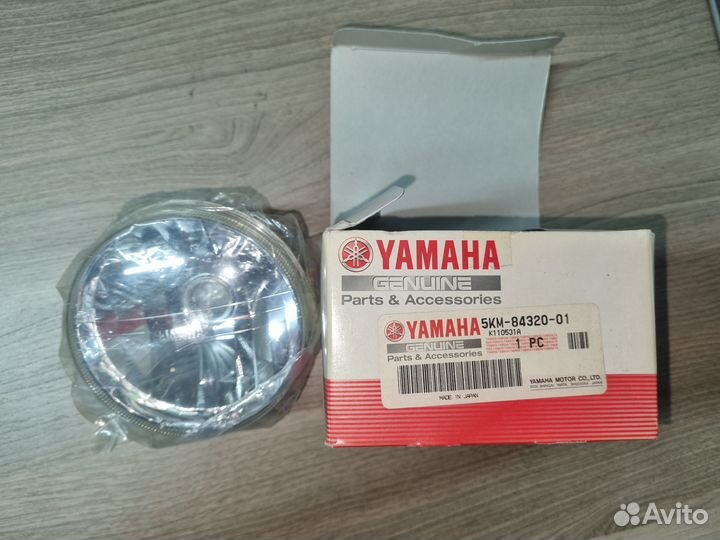 YAMAHA
GENUINE
Parts & Accessories
YAMAHA 5KM-84320-01
K110531A
GENUINE 1 PC
Parts & Accessories
YAMAHA MOTOR CO.,LTD.
MADE IN JAPAN
Avito